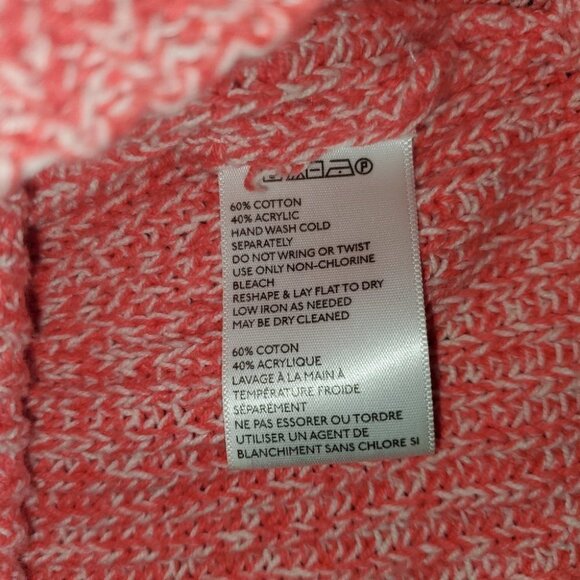 P
60% COTTON
40% ACRYLIC
HAND WASH COLD
SEPARATELY
DO NOT WRING OR TWIST
USE ONLY NON-CHLORINE
BLEACH
RESHAPE & LAY FLAT TO DRY
LOW IRON AS NEEDED
MAY BE DRY CLEANED
60% COTON
40% ACRYLIQUE
LAVAGE À LA MAIN À
TEMPÉRATURE FROIDE
SÉPARÉMENT
NE PAS ESSORER OU TORDRE
UTILISER UN AGENT DE
BLANCHIMENT SANS CHLORE SI